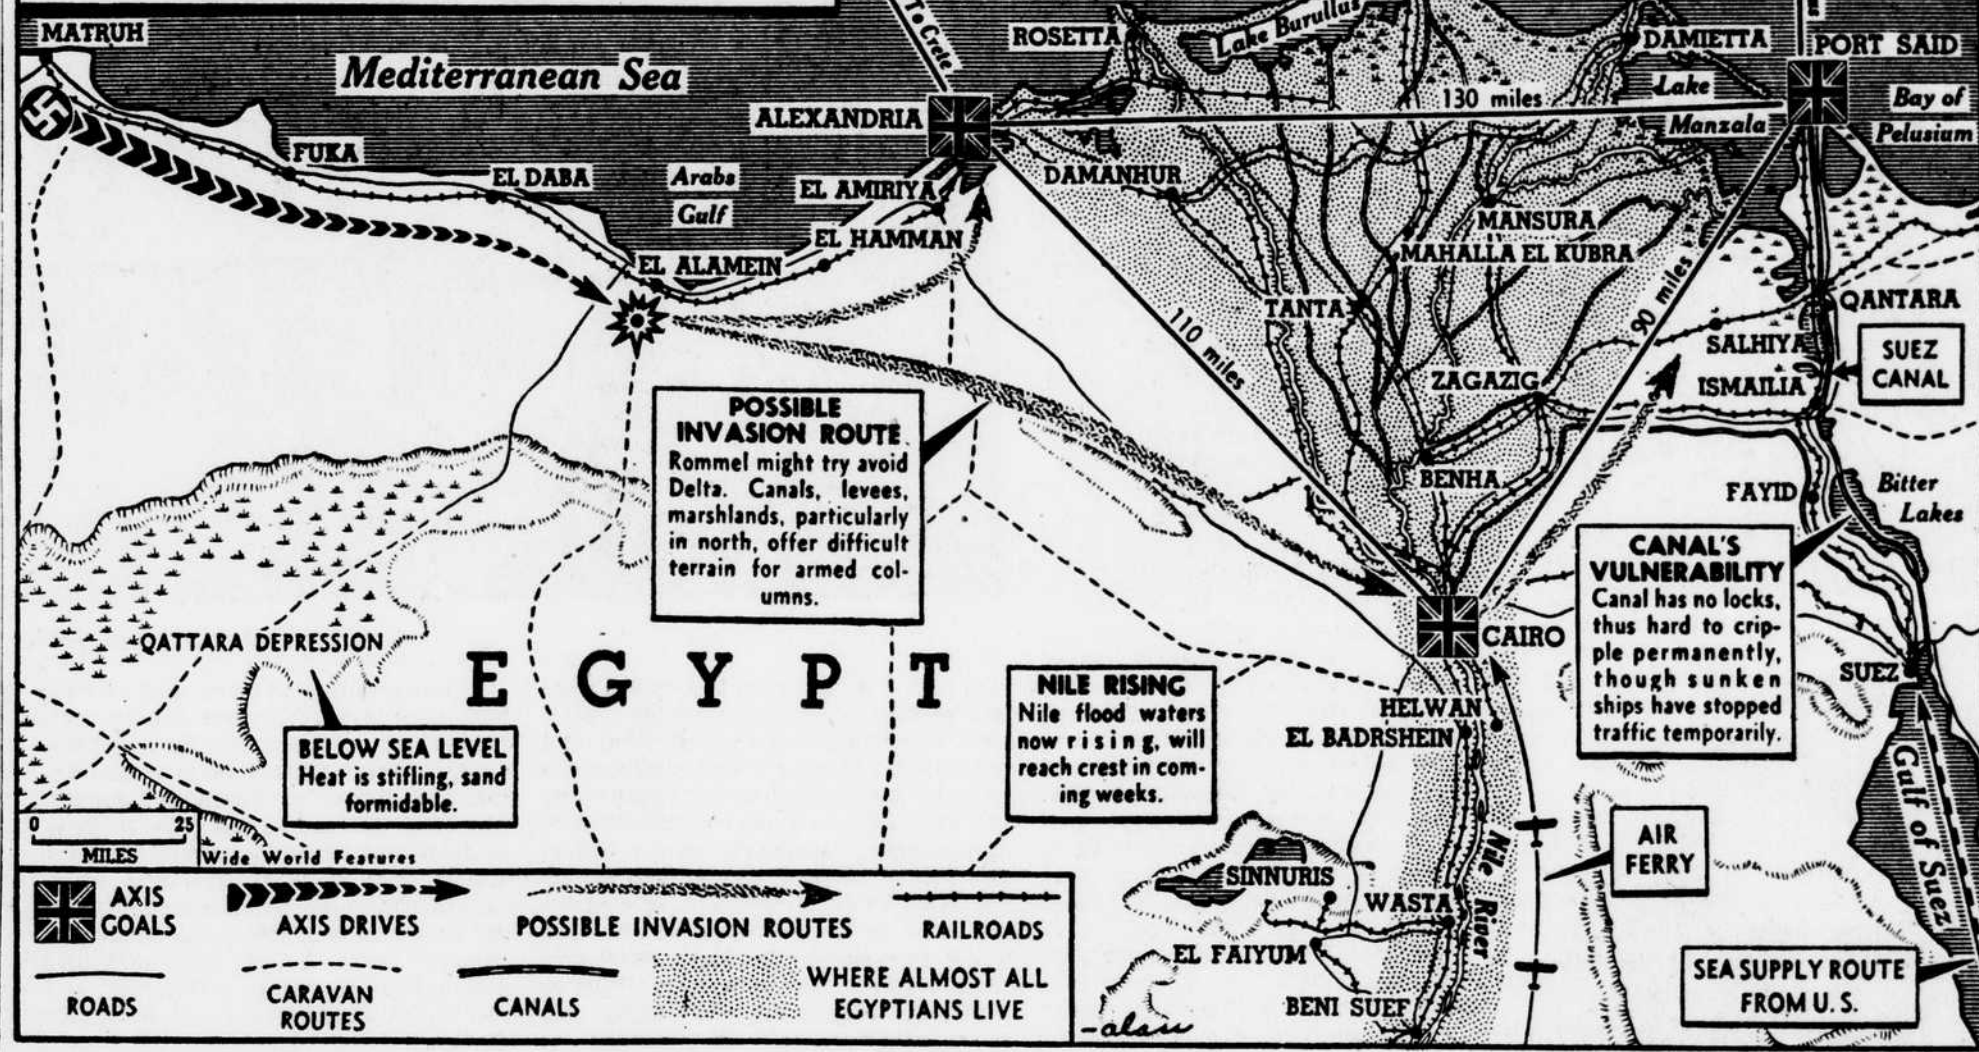 MATRUH
Mediterranean Sea
To Crete
ROSETTA
Lake Burullus
DAMIETTA
PORT SAID
ALEXANDRIA
130 miles
Lake
Manzala
Bay of
Pelusium
FUKA
EL DABA
Arabs
Gulf
EL AMIRIYA
DAMANHUR
EL HAMMAN
MANSURA
MAHALLA EL KUBRA
EL ALAMEIN
TANTA
110 miles
90 miles
QANTARA
SALHIYA
SUEZ
CANAL
ZAGAZIG
ISMAILIA
POSSIBLE
INVASION ROUTE
Rommel might try avoid
Delta. Canals, levees,
marshlands, particularly
in north, offer difficult
terrain for armed col-
umns.
BENHA
FAYID
Bitter
Lakes
CANAL'S
VULNERABILITY
Canal has no locks,
thus hard to crip-
ple permanently,
though sunken
ships have stopped
traffic temporarily.
QATTARA DEPRESSION
EGYPT
CAIRO
SUEZ
NILE RISING
Nile flood waters
now rising, will
reach crest in com-
ing weeks.
HELWAN
EL BADRSHEIN
BELOW SEA LEVEL
Heat is stifling, sand
formidable.
Gulf of Suez
0 25
MILES
Wide World Features
Nile River
AIR
FERRY
SINNURIS
WASTA
EL FAIYUM
BENI SUEF
SEA SUPPLY ROUTE
FROM U. S.
AXIS
GOALS
AXIS DRIVES
POSSIBLE INVASION ROUTES
RAILROADS
ROADS
CARAVAN
ROUTES
CANALS
WHERE ALMOST ALL
EGYPTIANS LIVE
-alan